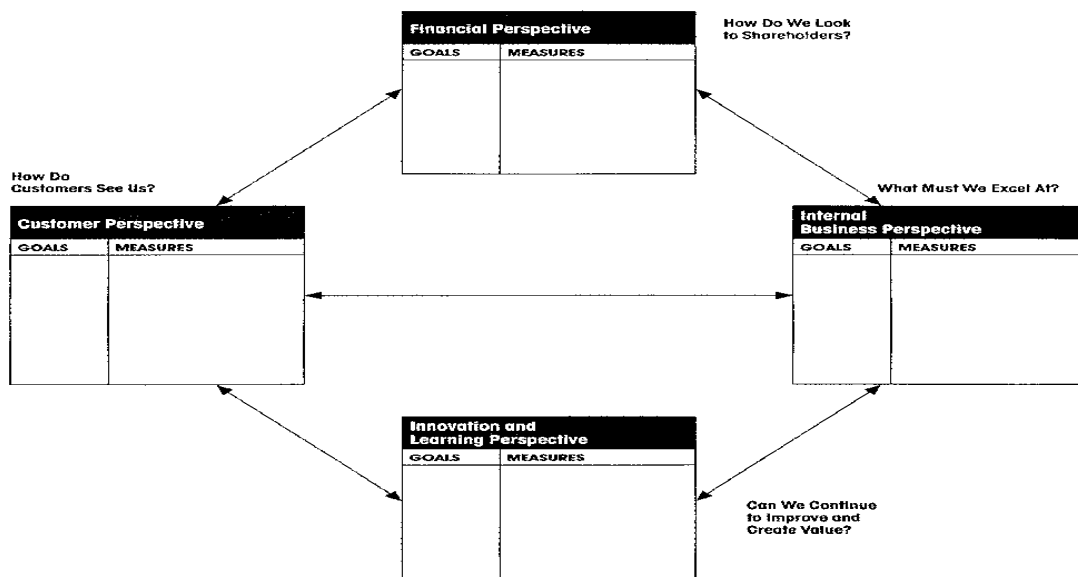 Financial Perspective
GOALS MEASURES
How Do We Look
to Shareholders?
How Do
Customers See Us?
Customer Perspective
GOALS MEASURES
What Must We Excel At?
Internal
Business Perspective
GOALS MEASURES
Innovation and
Learning Perspective
GOALS MEASURES
Can We Continue
to Improve and
Create Value?